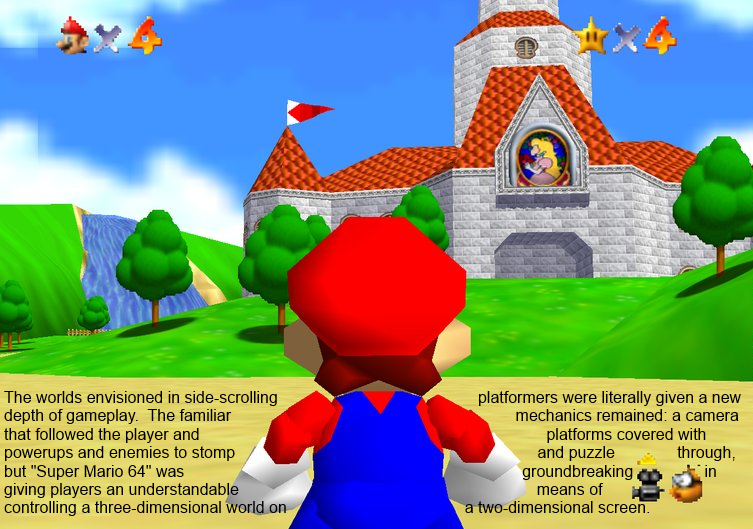 ×4 ×4
The worlds envisioned in side-scrolling platformers were literally given a new
depth of gameplay. The familiar mechanics remained: a camera
that followed the player and platforms covered with
powerups and enemies to stomp and puzzle through,
but "Super Mario 64" was groundbreaking in
giving players an understandable means of
controlling a three-dimensional world on a two-dimensional screen.